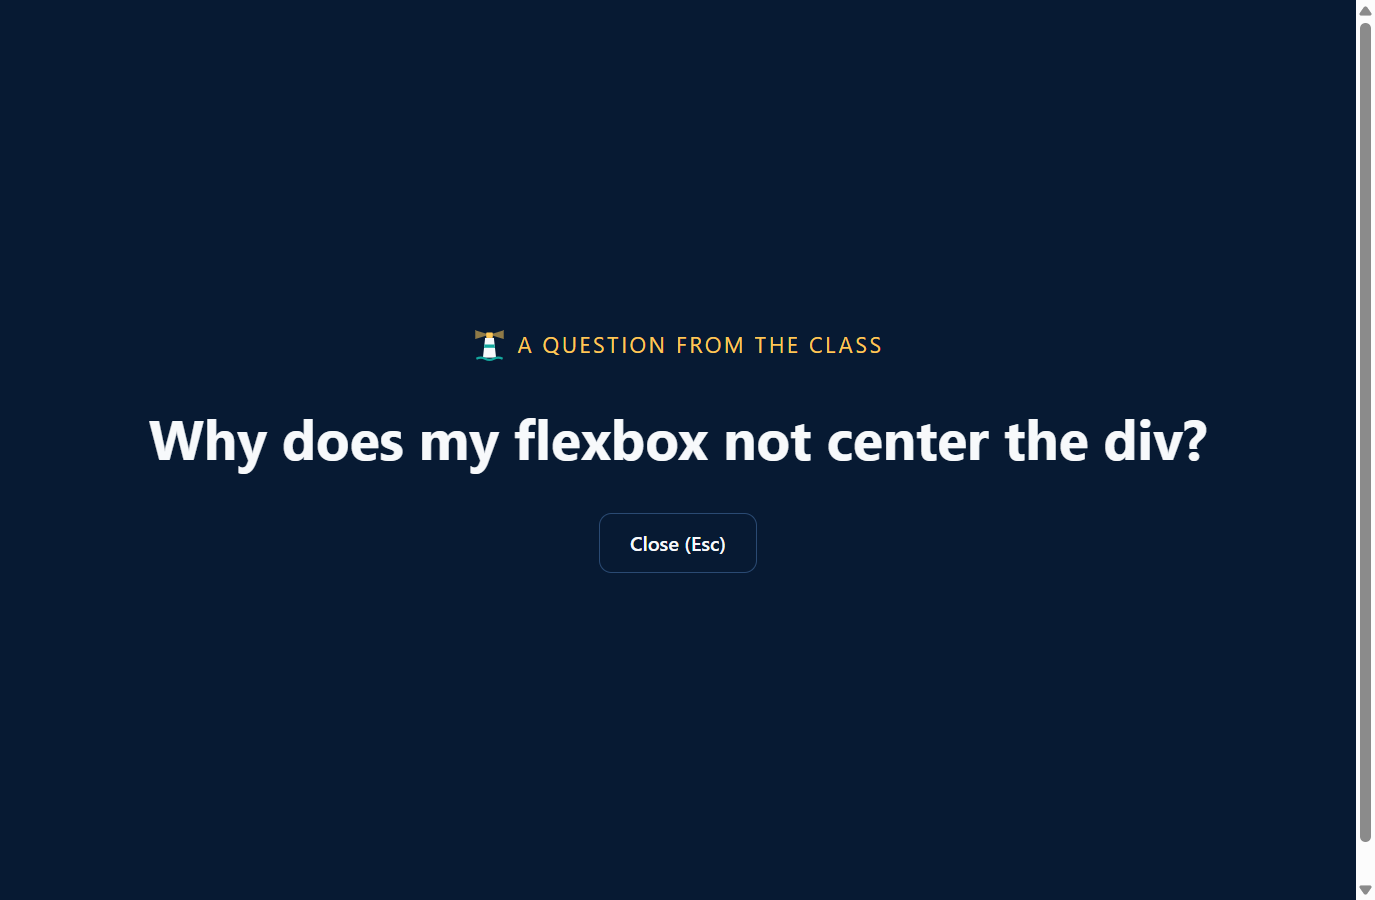 A QUESTION FROM THE CLASS
Why does my flexbox not center the div?
Close (Esc)